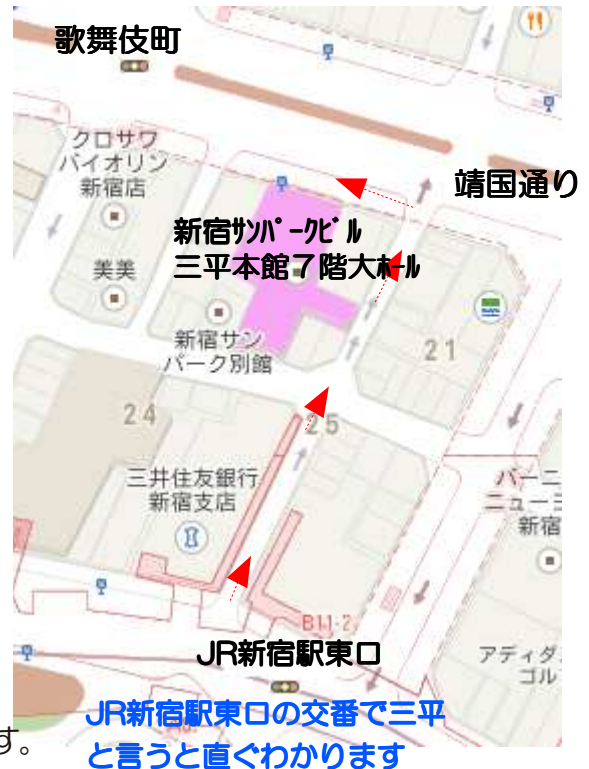 歌舞伎町
クロサワ
バイオリン
新宿店
靖国通り
新宿サンパークビル
三平本館7階大ホール
美美
新宿サン
パーク別館
21
24
25
三井住友銀行
新宿支店
バーニ
ニューヨ
新宿
B11-2
JR新宿駅東口
アディダ
ゴル
JR新宿駅東口の交番で三平
と言うと直ぐわかります
す。